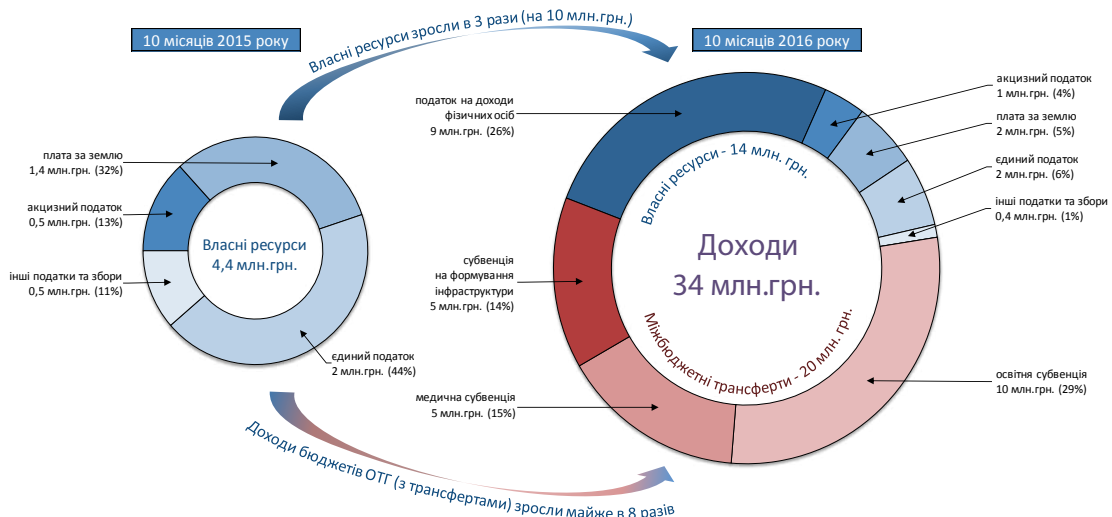 10 місяців 2015 року
Власні ресурси зросли в 3 рази (на 10 млн.грн.)
10 місяців 2016 року
плата за землю
1,4 млн.грн. (32%)
акцизний податок
0,5 млн.грн. (13%)
інші податки та збори
0,5 млн.грн. (11%)
єдиний податок
2 млн.грн. (44%)
Власні ресурси
4,4 млн.грн.
податок на доходи
фізичних осіб
9 млн.грн. (26%)
субвенція
на формування
інфраструктури
5 млн.грн. (14%)
медична субвенція
5 млн.грн. (15%)
Власні ресурси - 14 млн. грн.
Доходи
34 млн.грн.
Міжбюджетні трансферти - 20 млн. грн.
акцизний податок
1 млн.грн. (4%)
плата за землю
2 млн.грн. (5%)
єдиний податок
2 млн.грн. (6%)
інші податки та збори
0,4 млн.грн. (1%)
освітня субвенція
10 млн.грн. (29%)
Доходи бюджетів ОТГ (з трансфертами) зросли майже в 8 разів